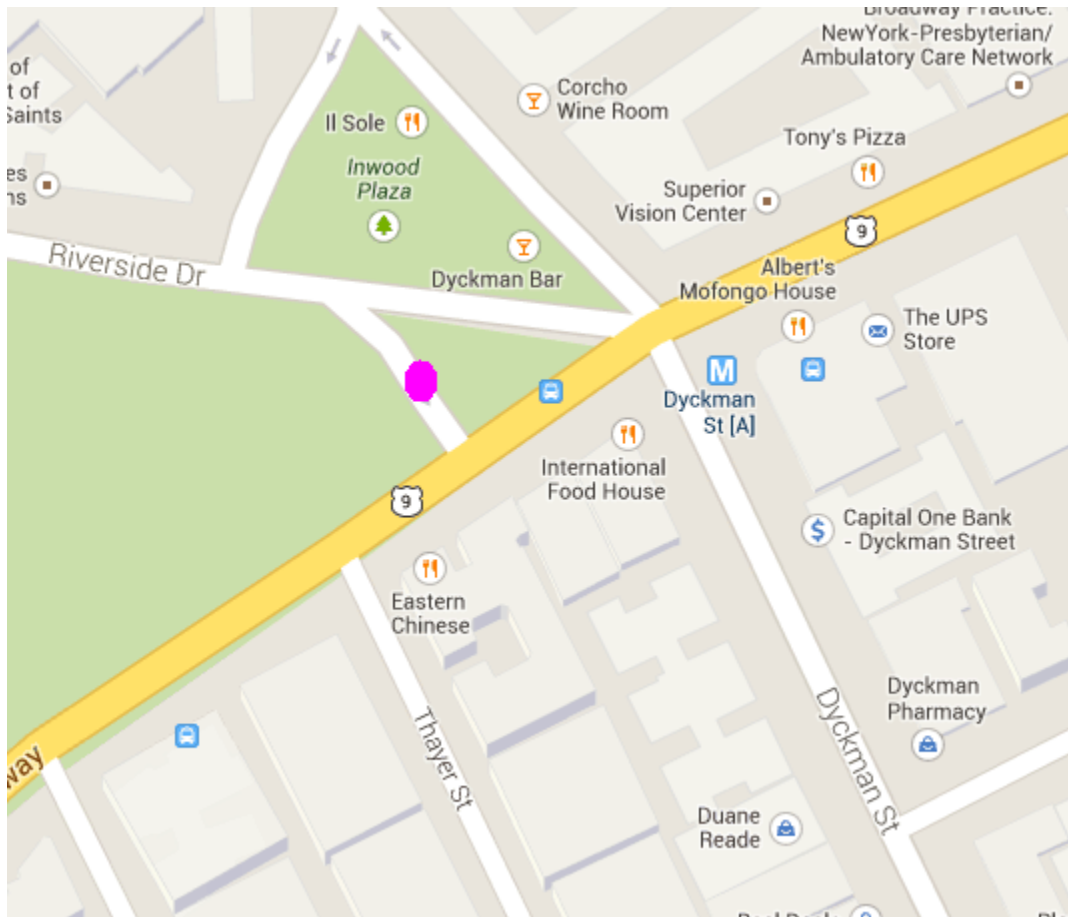 Broadway Practice:
NewYork-Presbyterian/
Ambulatory Care Network
of
t of
Saints
es
ns
Corcho
Wine Room
Il Sole
Inwood
Plaza
Tony's Pizza
Superior
Vision Center
9
Riverside Dr
Dyckman Bar
Albert's
Mofongo House
The UPS
Store
M
Dyckman
St [A]
International
Food House
9
Capital One Bank
- Dyckman Street
$
Eastern
Chinese
Dyckman
Pharmacy
Thayer St
Dyckman St
way
Duane
Reade